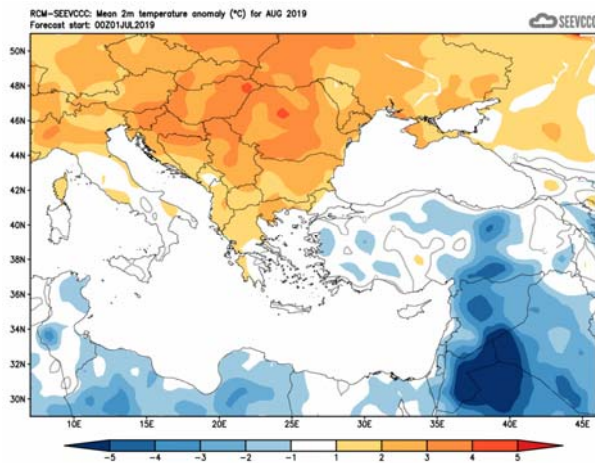 RCM-SEEVCCC: Mean 2m temperature anomaly (°C) for AUG 2019
Forecast start: 00Z01JUL2019
SEEVCCC
50N
48N
46N
44N
42N
40N
38N
36N
34N
32N
30N
10E 15E 20E 25E 30E 35E 40E 45E
-5 -4 -3 -2 -1 1 2 3 4 5